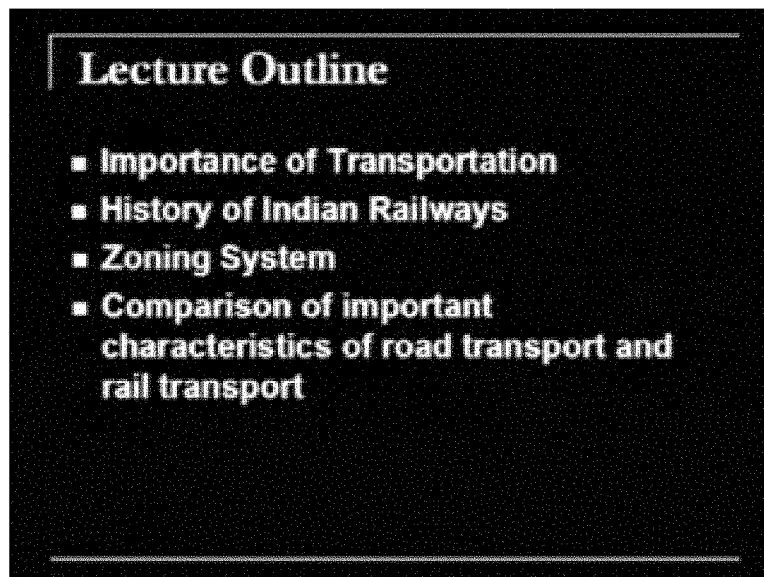 Lecture Outline
Importance of Transportation
History of Indian Railways
Zoning System
Comparison of important
characteristics of road transport and
rail transport